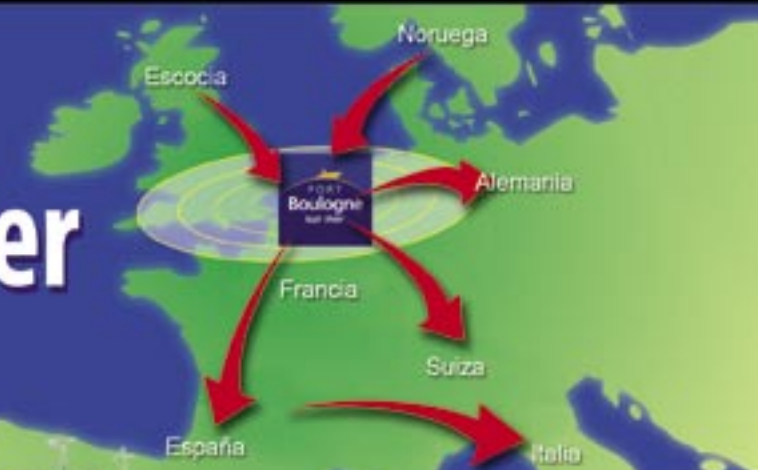 Noruega
Escocia
Alemania
PORT
Boulogne
sur mer
er
Francia
Suiza
España
Italia